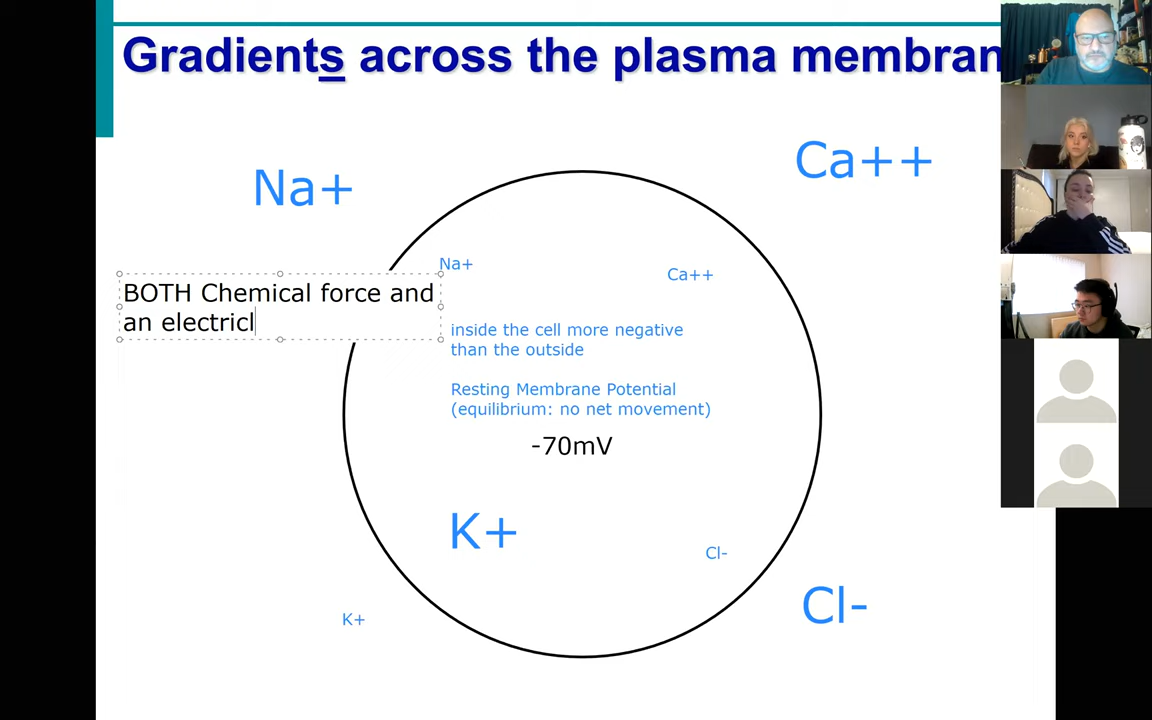 Gradients across the plasma membran
Ca++
Na+
Na+
Ca++
BOTH Chemical force and
an electricl
inside the cell more negative
than the outside
Resting Membrane Potential
(equilibrium: no net movement)
-70mV
K+
Cl-
Cl-
K+